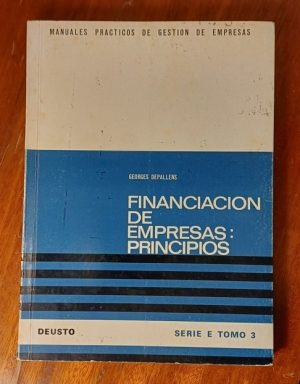 MANUALES PRACTICOS DE GESTION DE EMPRESAS
GEORGES DEPALLENS
FINANCIACION
DE
EMPRESAS:
PRINCIPIOS
DEUSTO SERIE E TOMO 3